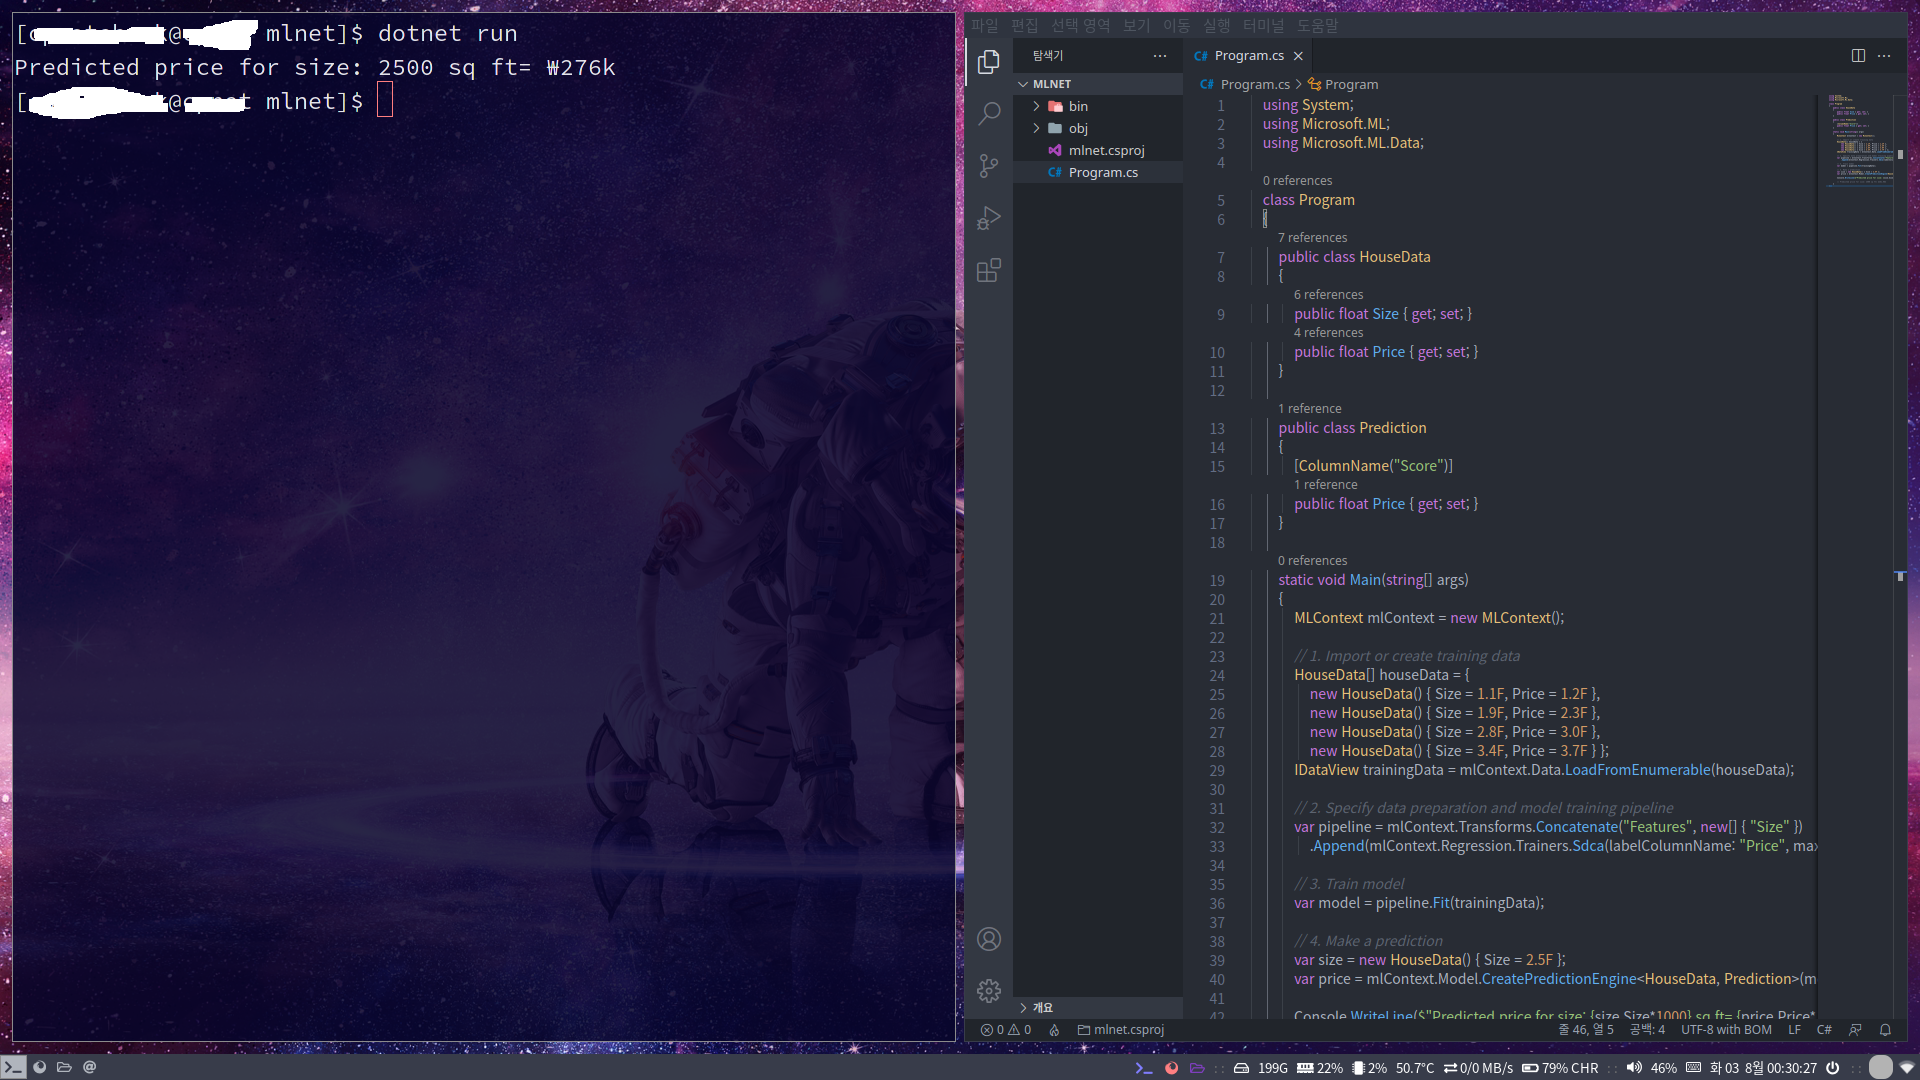 mlnet]$ dotnet run
Predicted price for size: 2500 sq ft= ₩276k
mlnet]$
파일 편집 선택 영역 보기 이동 실행 터미널 도움말
탐색기
MLNET
bin
obj
mlnet.csproj
Program.cs
개요
Program.cs
Program.cs > Program
1 using System;
2 using Microsoft.ML;
3 using Microsoft.ML.Data;
4
0 references
5 class Program
6 {
7 references
7 public class HouseData
8 {
6 references
9 public float Size { get; set; }
4 references
10 public float Price { get; set; }
11 }
12
1 reference
13 public class Prediction
14 {
15 [ColumnName("Score")]
1 reference
16 public float Price { get; set; }
17 }
18
0 references
19 static void Main(string[] args)
20 {
21 MLContext mlContext = new MLContext();
22
23 // 1. Import or create training data
24 HouseData[] houseData = {
25 new HouseData() { Size = 1.1F, Price = 1.2F },
26 new HouseData() { Size = 1.9F, Price = 2.3F },
27 new HouseData() { Size = 2.8F, Price = 3.0F },
28 new HouseData() { Size = 3.4F, Price = 3.7F } };
29 IDataView trainingData = mlContext.Data.LoadFromEnumerable(houseData);
30
31 // 2. Specify data preparation and model training pipeline
32 var pipeline = mlContext.Transforms.Concatenate("Features", new[] { "Size" })
33 .Append(mlContext.Regression.Trainers.Sdca(labelColumnName: "Price", max
34
35 // 3. Train model
36 var model = pipeline.Fit(trainingData);
37
38 // 4. Make a prediction
39 var size = new HouseData() { Size = 2.5F };
40 var price = mlContext.Model.CreatePredictionEngine<HouseData, Prediction>(m
41
42 Console.WriteLine($"Predicted price for size: {size.Size*1000} sq ft= {price.Price*
0 0 mlnet.csproj 줄 46, 열 5 공백: 4 UTF-8 with BOM LF C#
199G 22% 2% 50.7°C 0/0 MB/s 79% CHR 46% 화 03 8월 00:30:27